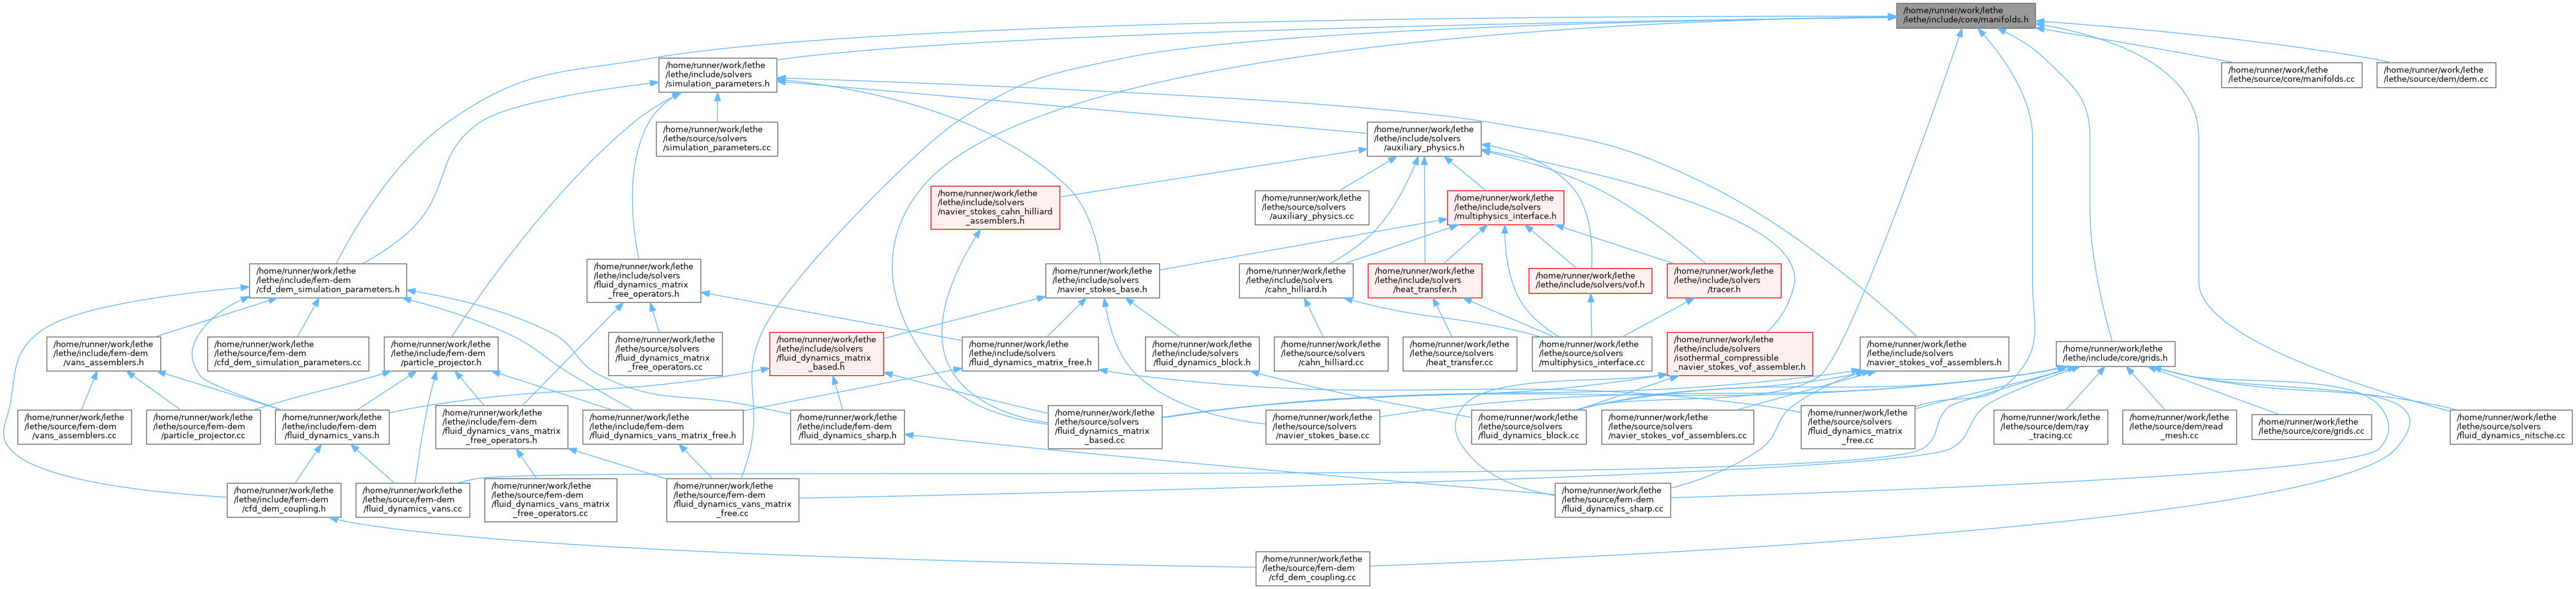 /home/runner/work/lethe
/lethe/include/core/manifolds.h
/home/runner/work/lethe
/lethe/include/solvers
/simulation_parameters.h
/home/runner/work/lethe
/lethe/source/core/manifolds.cc
/home/runner/work/lethe
/lethe/source/dem/dem.cc
/home/runner/work/lethe
/lethe/source/solvers
/simulation_parameters.cc
/home/runner/work/lethe
/lethe/include/solvers
/auxiliary_physics.h
/home/runner/work/lethe
/lethe/include/solvers
/navier_stokes_cahn_hilliard
_assemblers.h
/home/runner/work/lethe
/lethe/source/solvers
/auxiliary_physics.cc
/home/runner/work/lethe
/lethe/include/solvers
/multiphysics_interface.h
/home/runner/work/lethe
/lethe/include/fem-dem
/cfd_dem_simulation_parameters.h
/home/runner/work/lethe
/lethe/include/solvers
/fluid_dynamics_matrix
_free_operators.h
/home/runner/work/lethe
/lethe/include/solvers
/navier_stokes_base.h
/home/runner/work/lethe
/lethe/include/solvers
/cahn_hilliard.h
/home/runner/work/lethe
/lethe/include/solvers
/heat_transfer.h
/home/runner/work/lethe
/lethe/include/solvers/vof.h
/home/runner/work/lethe
/lethe/include/solvers
/tracer.h
/home/runner/work/lethe
/lethe/include/fem-dem
/vans_assemblers.h
/home/runner/work/lethe
/lethe/source/fem-dem
/cfd_dem_simulation_parameters.cc
/home/runner/work/lethe
/lethe/include/fem-dem
/particle_projector.h
/home/runner/work/lethe
/lethe/source/solvers
/fluid_dynamics_matrix
_free_operators.cc
/home/runner/work/lethe
/lethe/include/solvers
/fluid_dynamics_matrix
_based.h
/home/runner/work/lethe
/lethe/include/solvers
/fluid_dynamics_matrix_free.h
/home/runner/work/lethe
/lethe/include/solvers
/fluid_dynamics_block.h
/home/runner/work/lethe
/lethe/source/solvers
/cahn_hilliard.cc
/home/runner/work/lethe
/lethe/source/solvers
/heat_transfer.cc
/home/runner/work/lethe
/lethe/source/solvers
/multiphysics_interface.cc
/home/runner/work/lethe
/lethe/include/solvers
/isothermal_compressible
_navier_stokes_vof_assembler.h
/home/runner/work/lethe
/lethe/include/solvers
/navier_stokes_vof_assemblers.h
/home/runner/work/lethe
/lethe/include/core/grids.h
/home/runner/work/lethe
/lethe/source/fem-dem
/vans_assemblers.cc
/home/runner/work/lethe
/lethe/source/fem-dem
/particle_projector.cc
/home/runner/work/lethe
/lethe/include/fem-dem
/fluid_dynamics_vans.h
/home/runner/work/lethe
/lethe/include/fem-dem
/fluid_dynamics_vans_matrix
_free_operators.h
/home/runner/work/lethe
/lethe/include/fem-dem
/fluid_dynamics_vans_matrix_free.h
/home/runner/work/lethe
/lethe/include/fem-dem
/fluid_dynamics_sharp.h
/home/runner/work/lethe
/lethe/source/solvers
/fluid_dynamics_matrix
_based.cc
/home/runner/work/lethe
/lethe/source/solvers
/navier_stokes_base.cc
/home/runner/work/lethe
/lethe/source/solvers
/fluid_dynamics_block.cc
/home/runner/work/lethe
/lethe/source/solvers
/navier_stokes_vof_assemblers.cc
/home/runner/work/lethe
/lethe/source/solvers
/fluid_dynamics_matrix
_free.cc
/home/runner/work/lethe
/lethe/source/dem/ray
_tracing.cc
/home/runner/work/lethe
/lethe/source/dem/read
_mesh.cc
/home/runner/work/lethe
/lethe/source/core/grids.cc
/home/runner/work/lethe
/lethe/source/solvers
/fluid_dynamics_nitsche.cc
/home/runner/work/lethe
/lethe/include/fem-dem
/cfd_dem_coupling.h
/home/runner/work/lethe
/lethe/source/fem-dem
/fluid_dynamics_vans.cc
/home/runner/work/lethe
/lethe/source/fem-dem
/fluid_dynamics_vans_matrix
_free_operators.cc
/home/runner/work/lethe
/lethe/source/fem-dem
/fluid_dynamics_vans_matrix
_free.cc
/home/runner/work/lethe
/lethe/source/fem-dem
/fluid_dynamics_sharp.cc
/home/runner/work/lethe
/lethe/source/fem-dem
/cfd_dem_coupling.cc